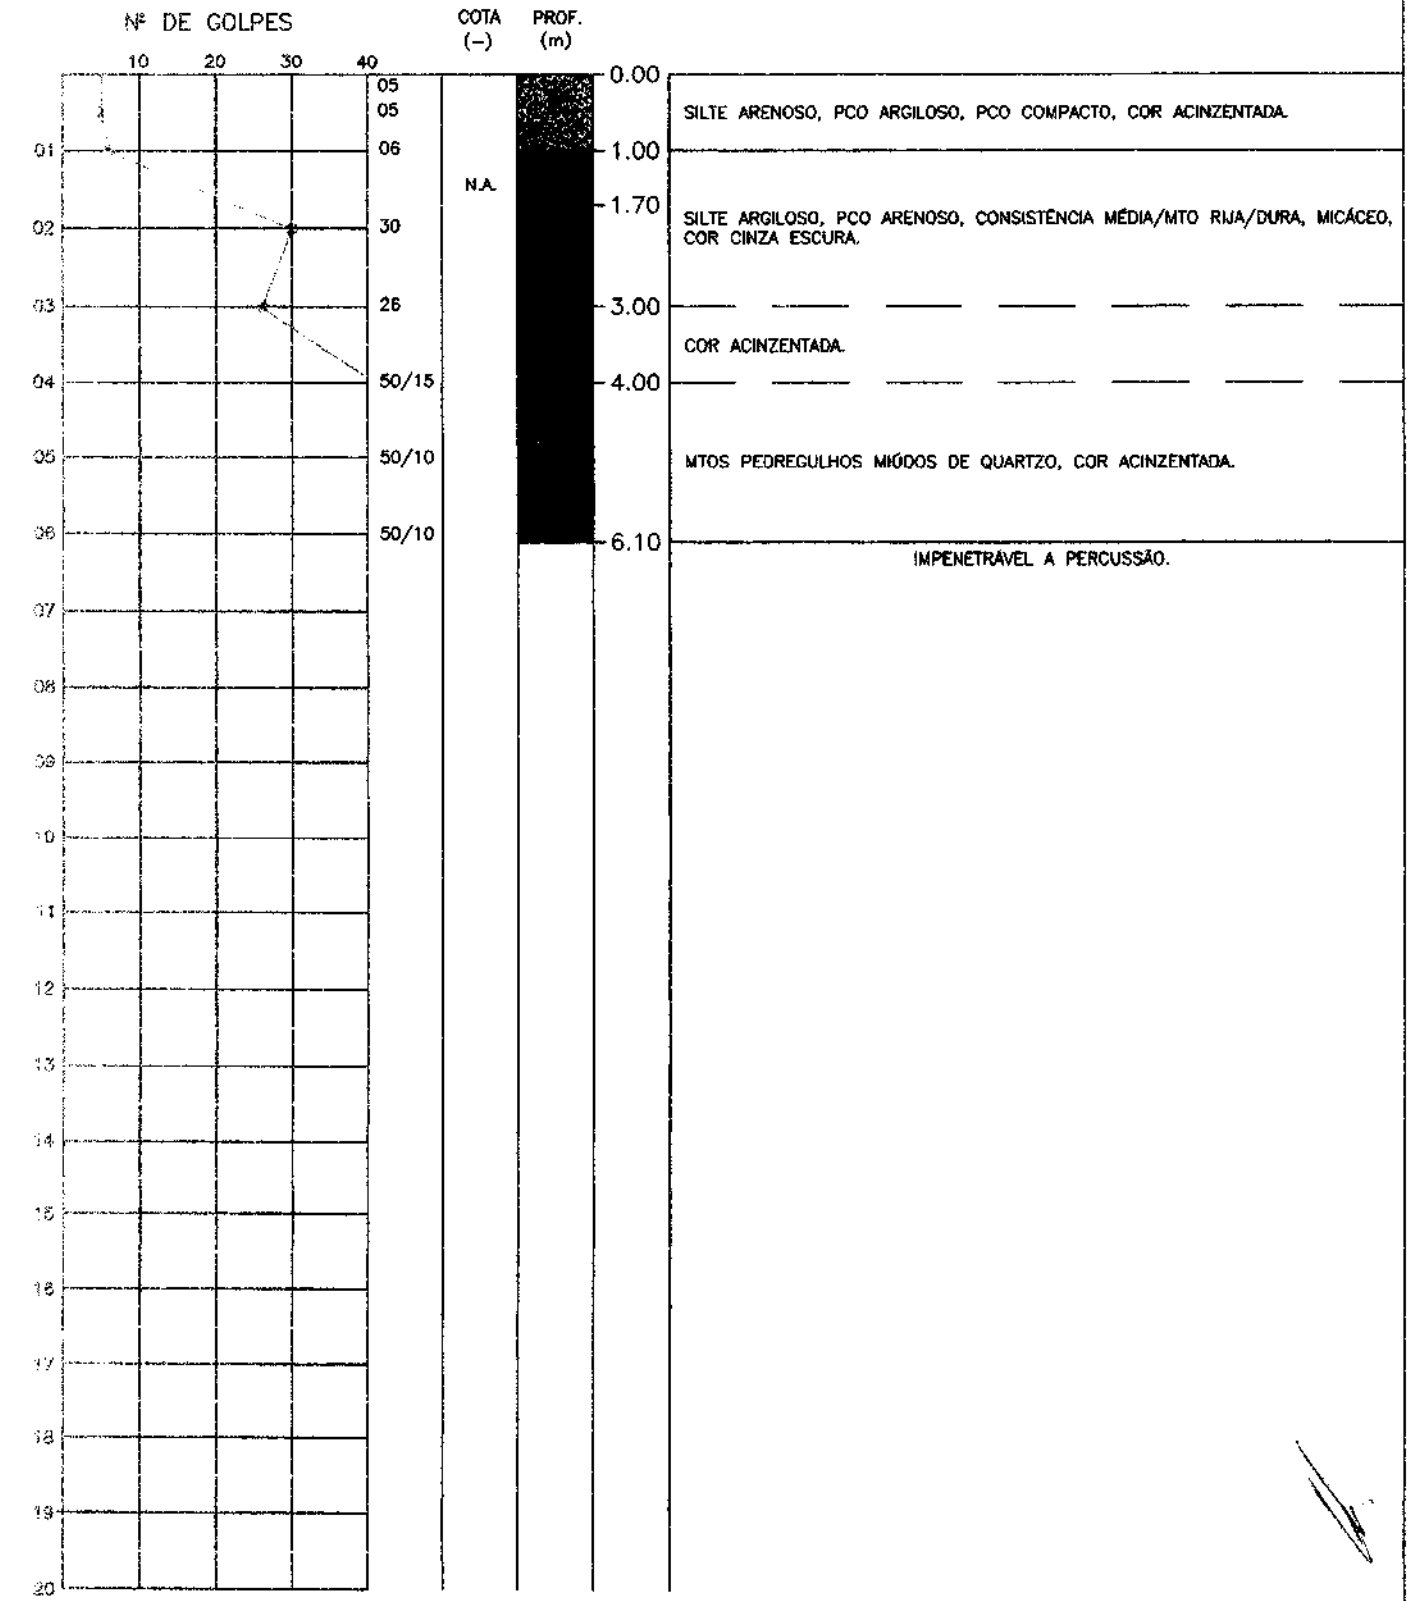 Nº DE GOLPES
COTA PROF.
(–) (m)
10 20 30 40
0.00
05
05
SILTE ARENOSO, PCO ARGILOSO, PCO COMPACTO, COR ACINZENTADA.
01 06 1.00
N.A.
1.70
SILTE ARGILOSO, PCO ARENOSO, CONSISTÊNCIA MÉDIA/MTO RIJA/DURA, MICÁCEO,
02 30
COR CINZA ESCURA.
03 26 3.00
COR ACINZENTADA.
04 50/15 4.00
05 50/10
MTOS PEDREGULHOS MIÚDOS DE QUARTZO, COR ACINZENTADA.
06 50/10 6.10
IMPENETRÁVEL A PERCUSSÃO.
07
08
09
10
11
12
13
14
15
16
17
18
19
20